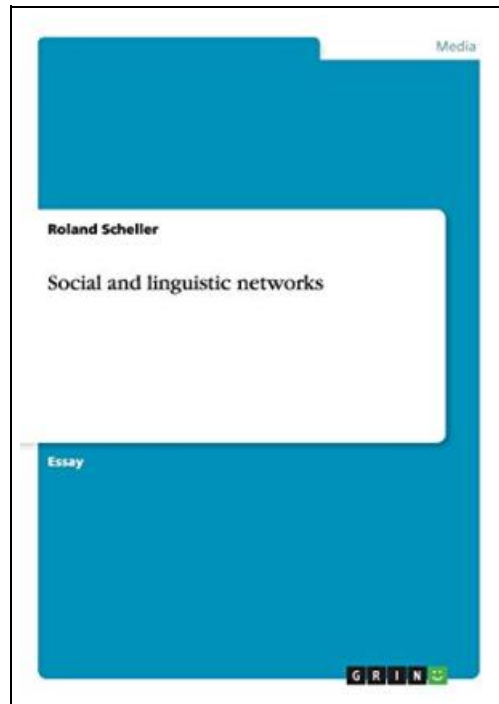 Media
Roland Scheller
Social and linguistic networks
Essay
GRIN